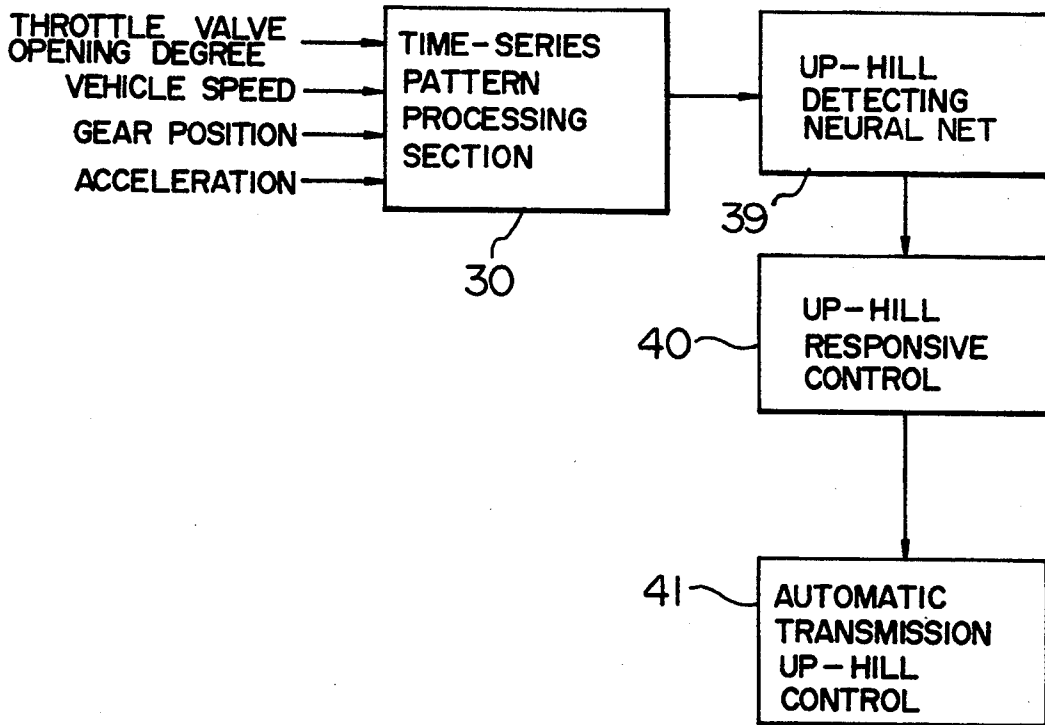 THROTTLE VALVE
OPENING DEGREE
VEHICLE SPEED
GEAR POSITION
ACCELERATION
TIME-SERIES
PATTERN
PROCESSING
SECTION
30
UP-HILL
DETECTING
NEURAL NET
39
UP-HILL
RESPONSIVE
CONTROL
40
AUTOMATIC
TRANSMISSION
UP-HILL
CONTROL
41